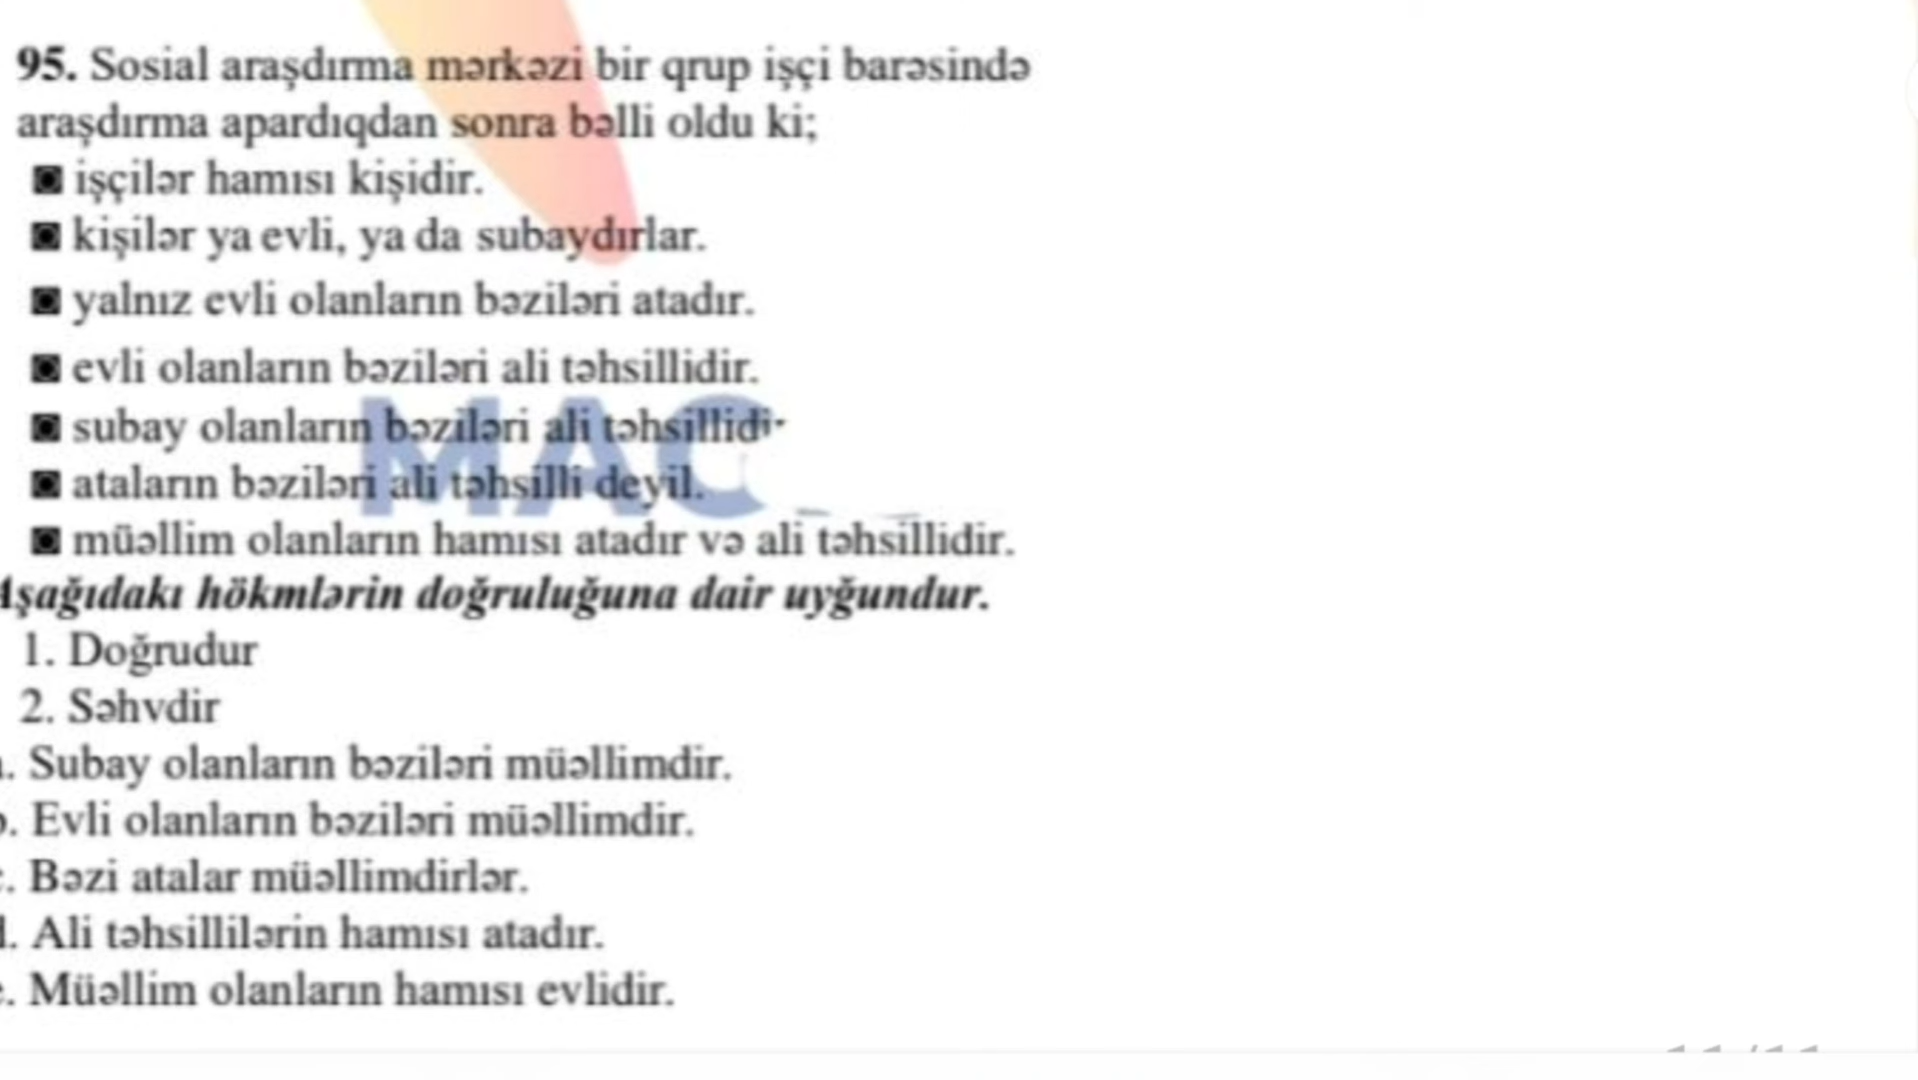 95. Sosial araşdırma mərkəzi bir qrup işçi barəsində
araşdırma apardıqdan sonra bəlli oldu ki;
◙ işçilər hamısı kişidir.
◙ kişilər ya evli, ya da subaydırlar.
◙ yalnız evli olanların bəziləri atadır.
◙ evli olanların bəziləri ali təhsillidir.
◙ subay olanların bəziləri ali təhsillidir
◙ ataların bəziləri ali təhsilli deyil.
MAC
◙ müəllim olanların hamısı atadır və ali təhsillidir.
Aşağıdakı hökmlərin doğruluğuna dair uyğundur.
1. Doğrudur
2. Səhvdir
. Subay olanların bəziləri müəllimdir.
. Evli olanların bəziləri müəllimdir.
. Bəzi atalar müəllimdirlər.
. Ali təhsillilərin hamısı atadır.
. Müəllim olanların hamısı evlidir.